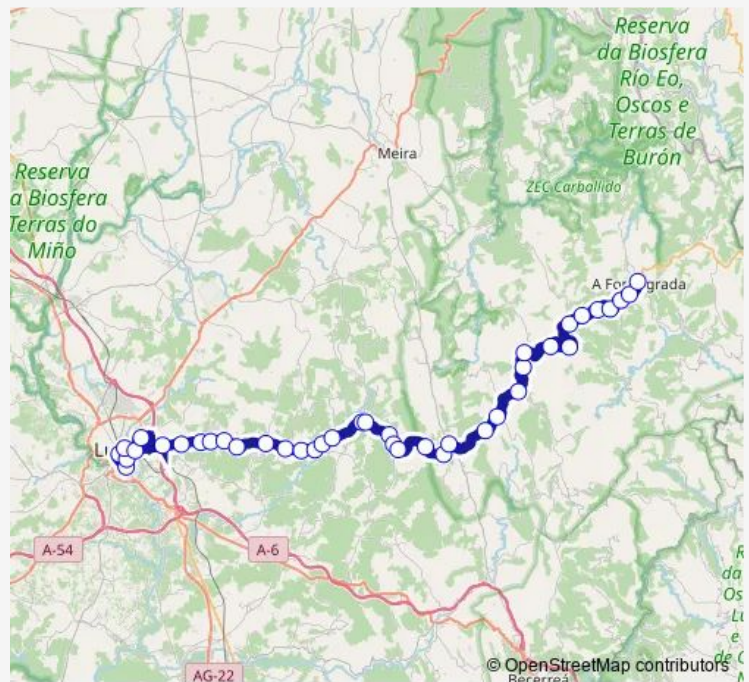 Reserva
da Biosfera
Río Eo,
Oscos e
Terras de
Burón
Meira
Reserva
a Biosfera
Terras do
Miño
ZEC Carballido
A-54
A-6
AG-22
© OpenStreetMap contributors